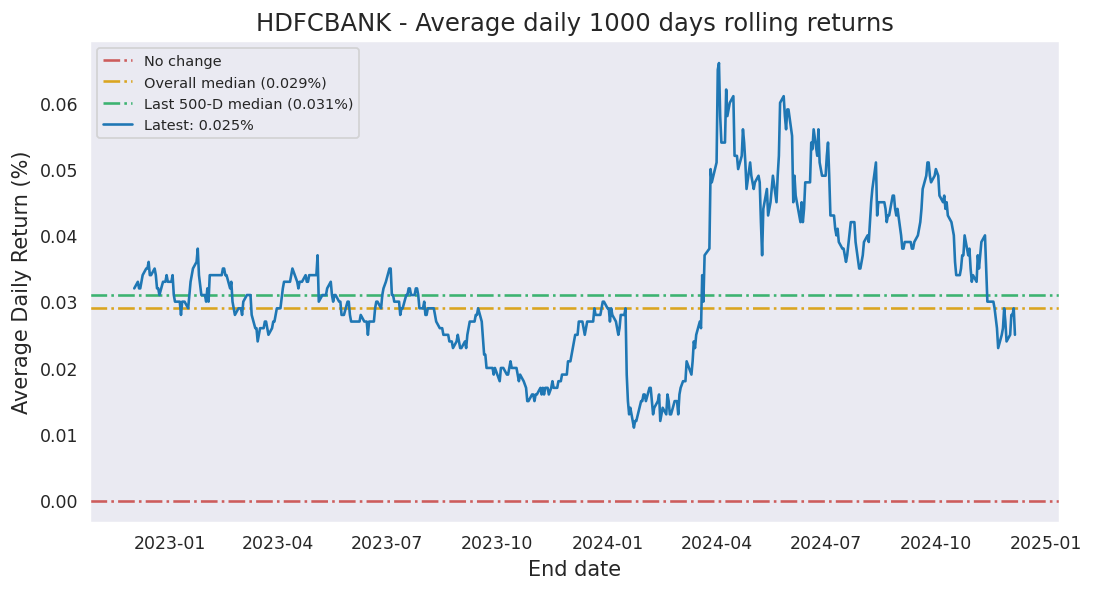 HDFCBANK - Average daily 1000 days rolling returns
No change
Overall median (0.029%)
Last 500-D median (0.031%)
Latest: 0.025%
Average Daily Return (%)
0.06
0.05
0.04
0.03
0.02
0.01
0.00
2023-01 2023-04 2023-07 2023-10 2024-01 2024-04 2024-07 2024-10 2025-01
End date